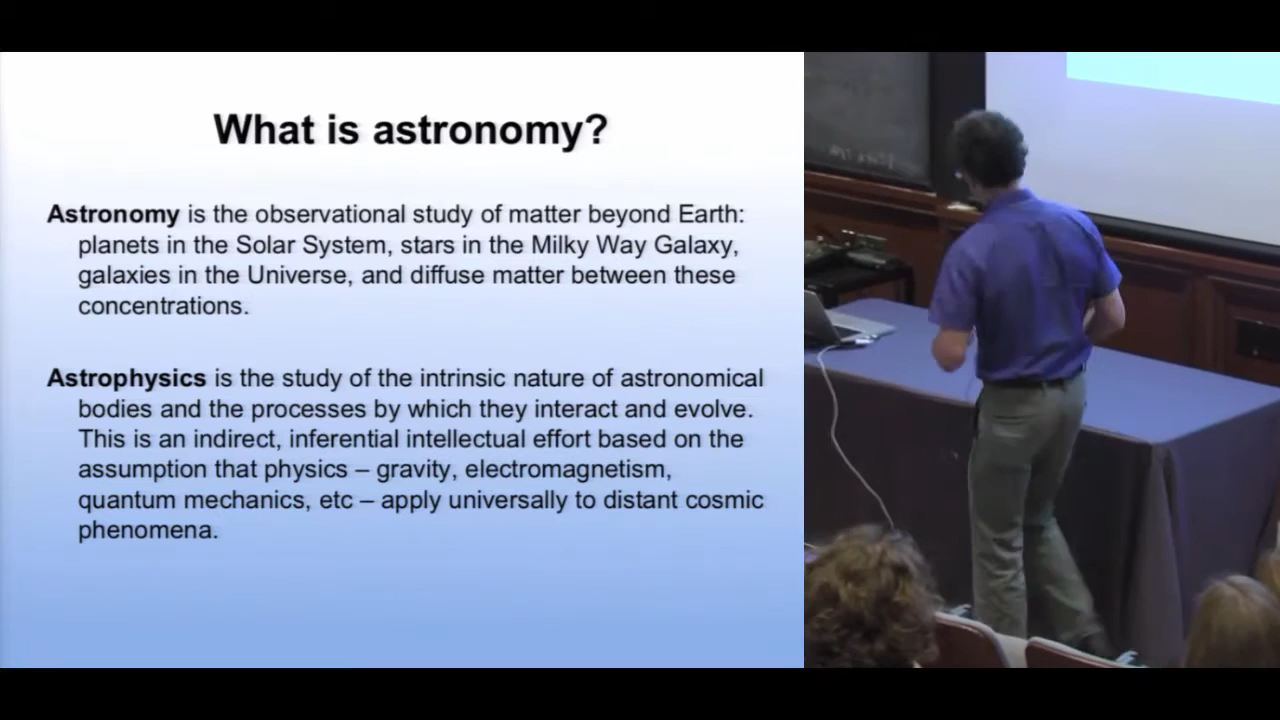 What is astronomy?
Astronomy is the observational study of matter beyond Earth:
planets in the Solar System, stars in the Milky Way Galaxy,
galaxies in the Universe, and diffuse matter between these
concentrations.
Astrophysics is the study of the intrinsic nature of astronomical
bodies and the processes by which they interact and evolve.
This is an indirect, inferential intellectual effort based on the
assumption that physics – gravity, electromagnetism,
quantum mechanics, etc – apply universally to distant cosmic
phenomena.